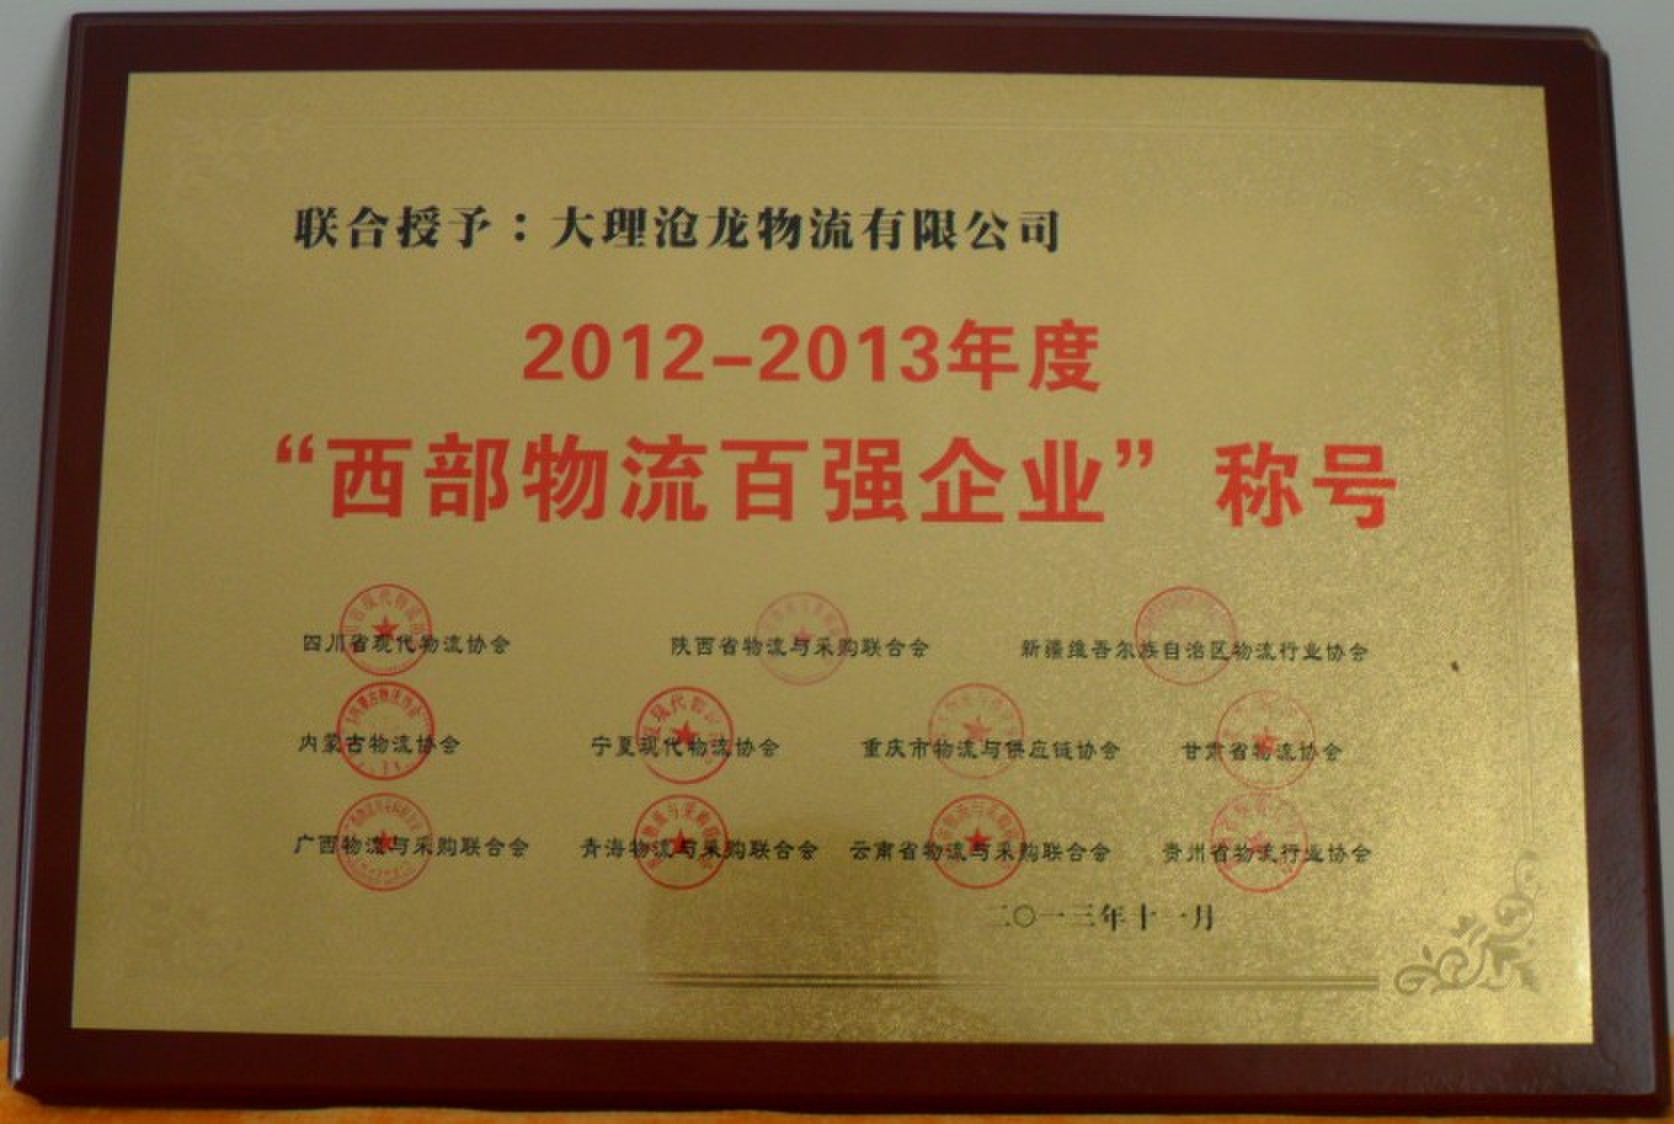 联合授予：大理沧龙物流有限公司
2012-2013年度
“西部物流百强企业”称号
四川省现代物流协会 陕西省物流与采购联合会 新疆维吾尔族自治区物流行业协会
内蒙古物流协会 宁夏现代物流协会 重庆市物流与供应链协会 甘肃省物流协会
广西物流与采购联合会 青海物流与采购联合会 云南省物流与采购联合会 贵州省物流行业协会
二〇一三年十一月